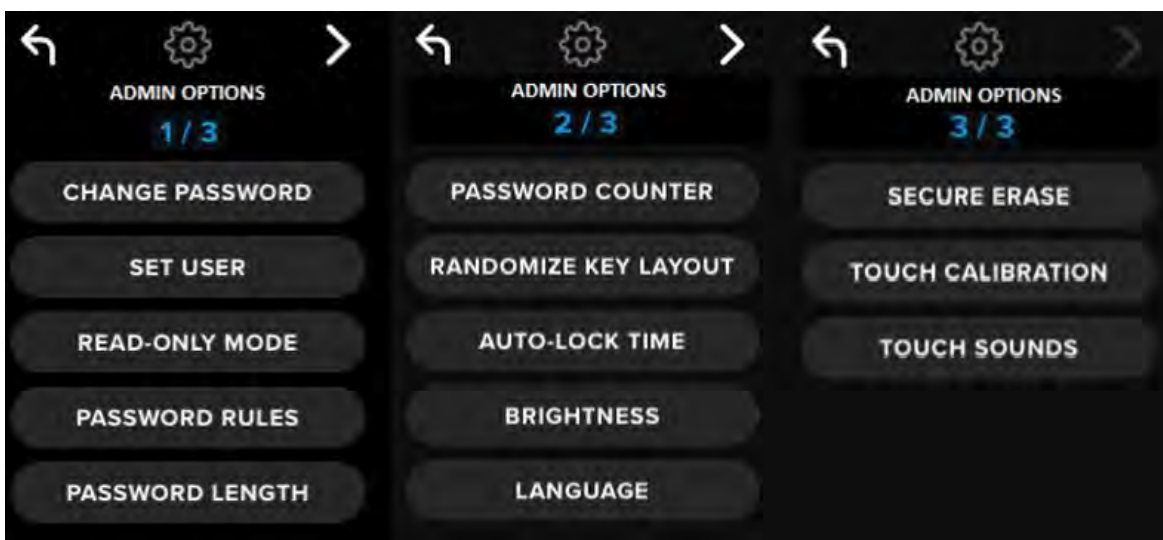 ADMIN OPTIONS
1 / 3
CHANGE PASSWORD
SET USER
READ-ONLY MODE
PASSWORD RULES
PASSWORD LENGTH
ADMIN OPTIONS
2 / 3
PASSWORD COUNTER
RANDOMIZE KEY LAYOUT
AUTO-LOCK TIME
BRIGHTNESS
LANGUAGE
ADMIN OPTIONS
3 / 3
SECURE ERASE
TOUCH CALIBRATION
TOUCH SOUNDS